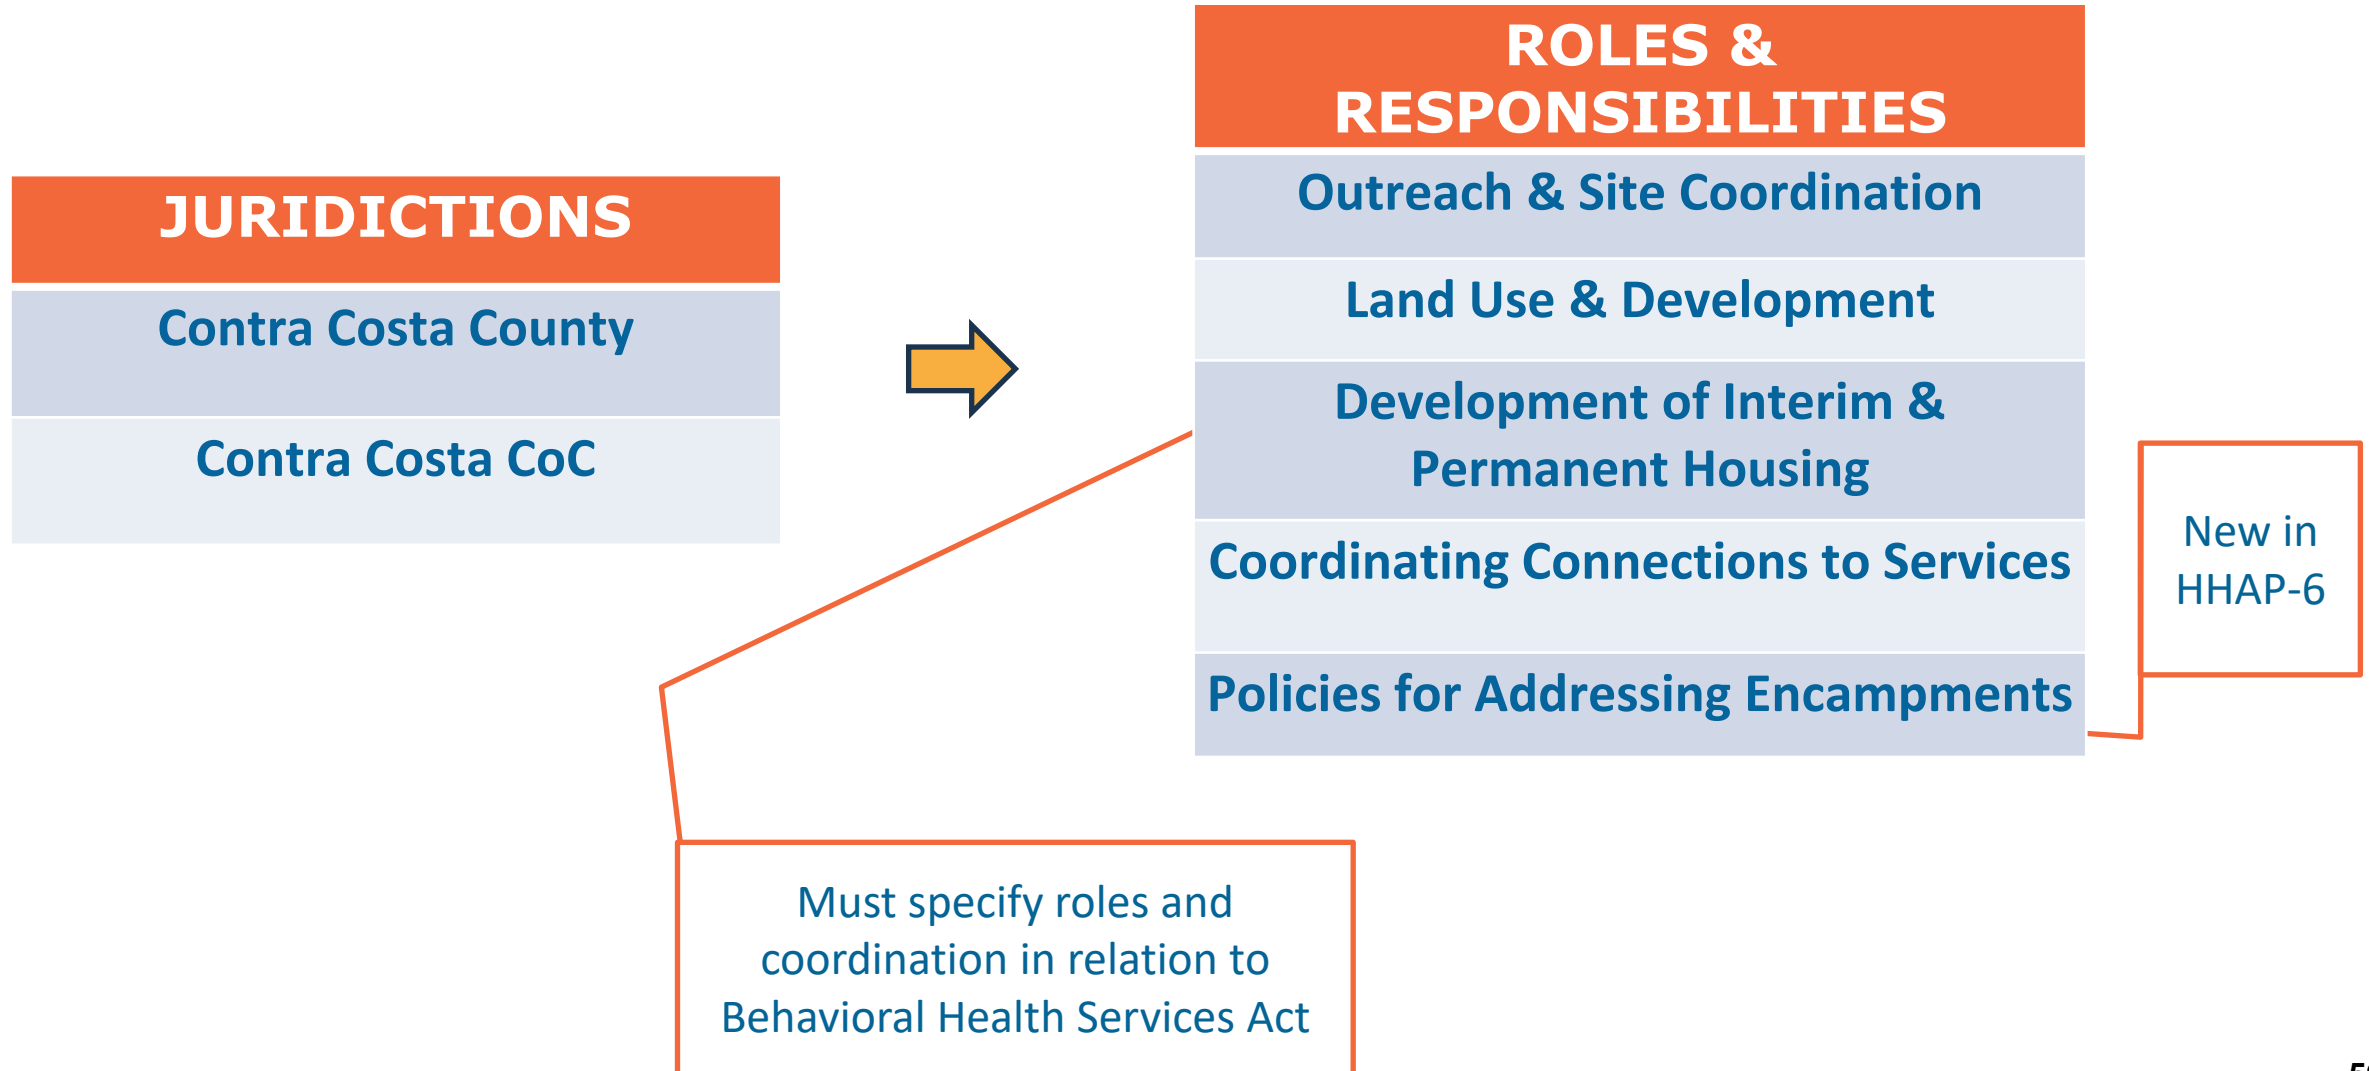 JURIDICTIONS
Contra Costa County
Contra Costa CoC
ROLES &
RESPONSIBILITIES
Outreach & Site Coordination
Land Use & Development
Development of Interim &
Permanent Housing
Coordinating Connections to Services
Policies for Addressing Encampments
New in
HHAP-6
Must specify roles and
coordination in relation to
Behavioral Health Services Act